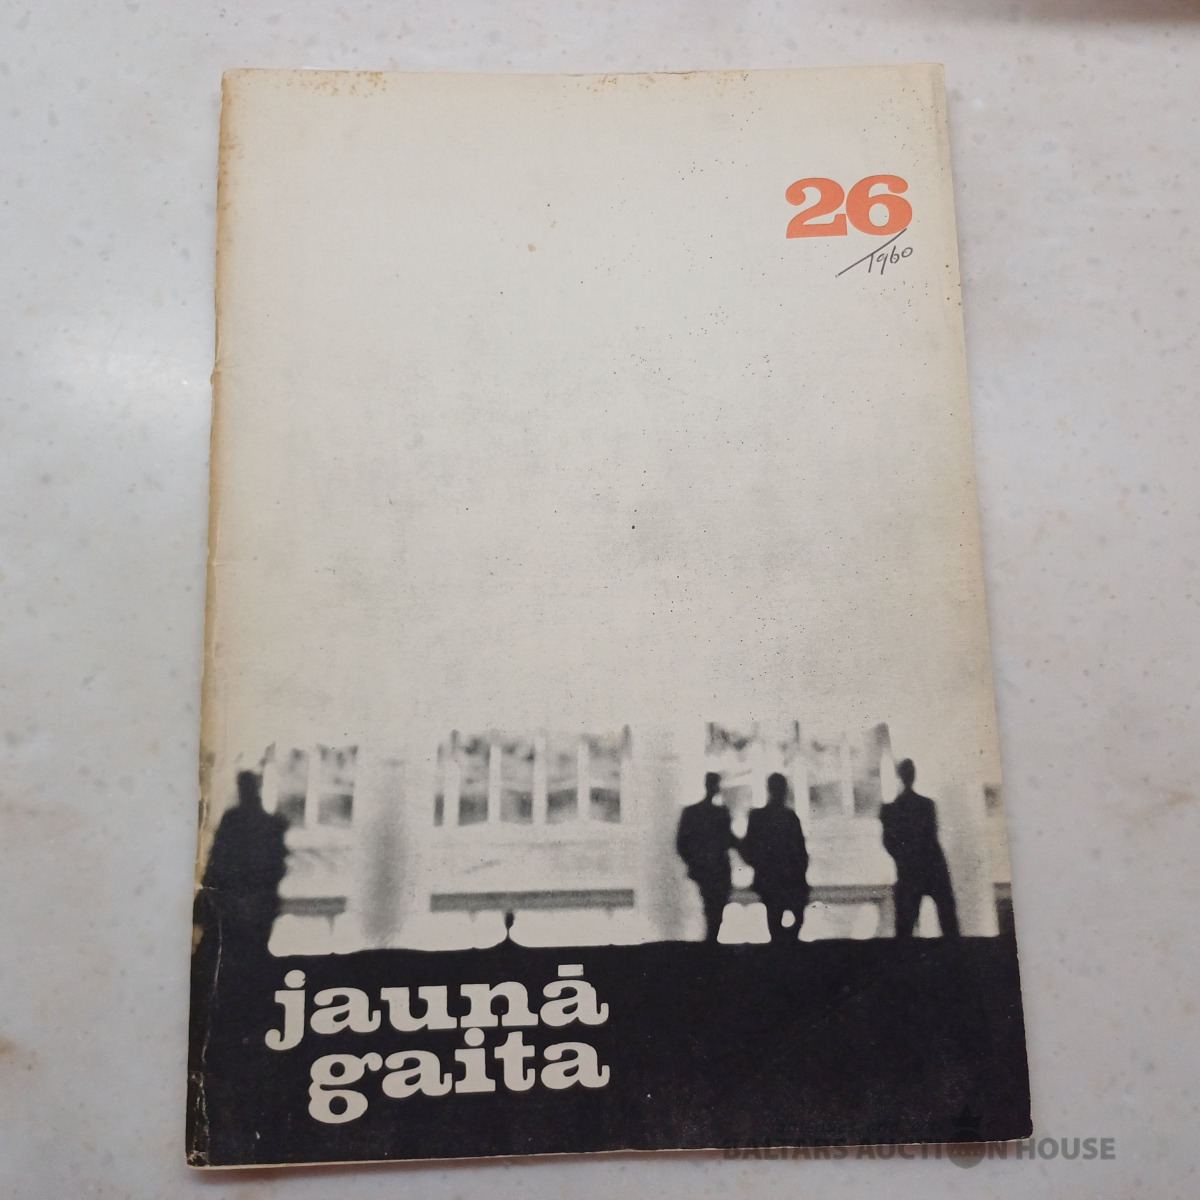 26
/1960
jaunā
gaita
BALTARS AUCTION HOUSE